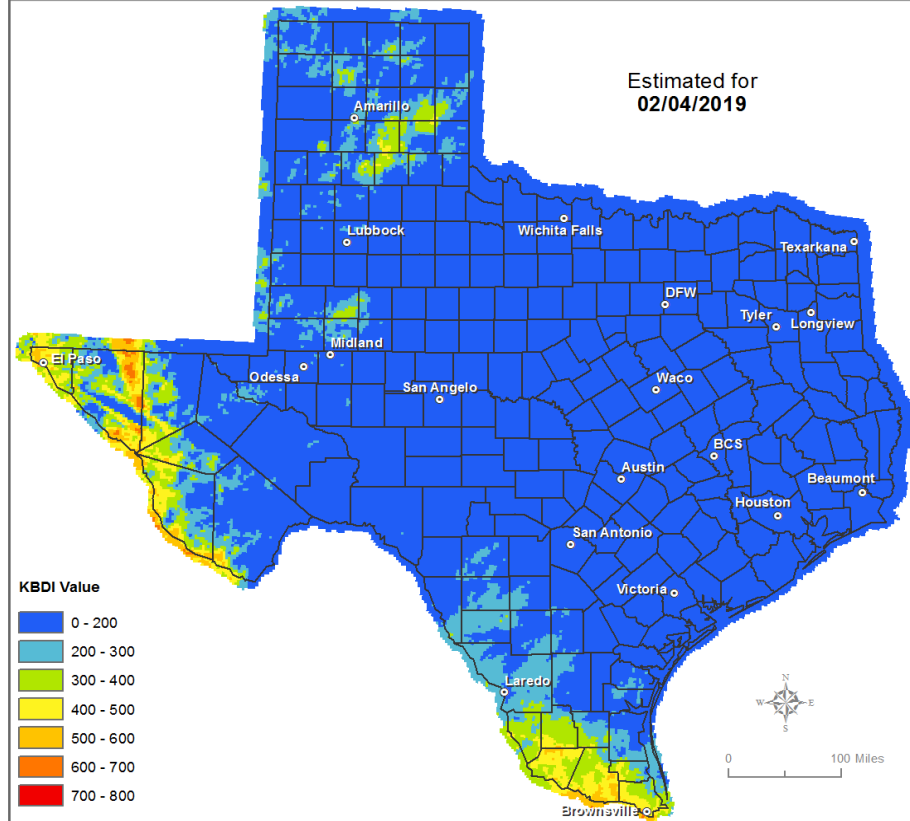 Estimated for
02/04/2019
Amarillo
Lubbock
Wichita Falls
Texarkana
DFW
Tyler
Longview
Midland
El Paso
Odessa
San Angelo
Waco
BCS
Austin
Beaumont
Houston
San Antonio
Victoria
Laredo
Brownsville
KBDI Value
0 - 200
200 - 300
300 - 400
400 - 500
500 - 600
600 - 700
700 - 800
N
W E
S
0 100 Miles